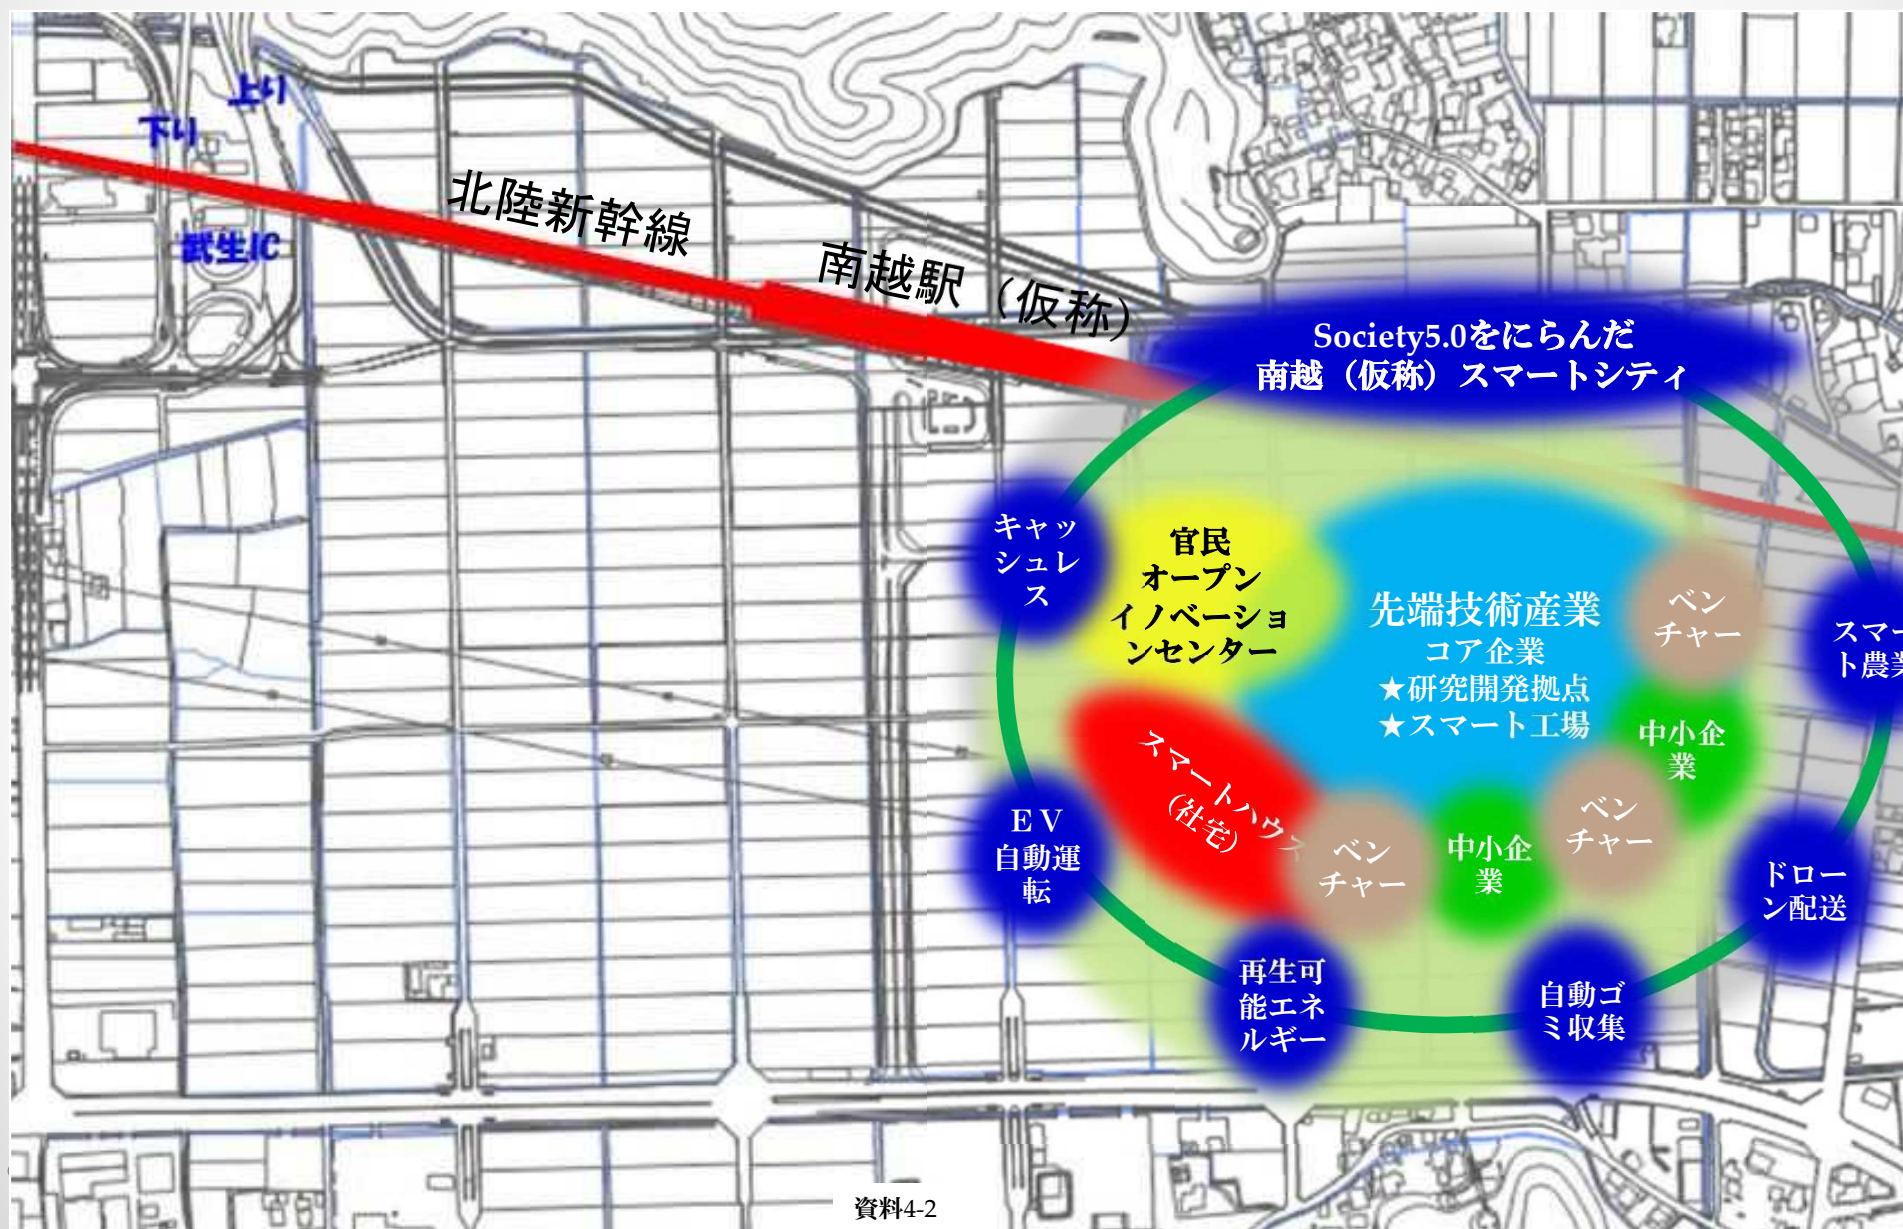 上り
下り
武生IC
北陸新幹線
南越駅（仮称）
Society5.0をにらんだ
南越（仮称）スマートシティ
キャッ
シュレ
ス
官民
オープン
イノベーショ
ンセンター
先端技術産業
コア企業
★研究開発拠点
★スマート工場
ベン
チャー
スマー
ト農業
中小企
業
スマートハウス
(社宅)
ベン
チャー
中小企
業
ベン
チャー
ＥＶ
自動運
転
ドロー
ン配送
再生可
能エネ
ルギー
自動ゴ
ミ収集
資料4-2